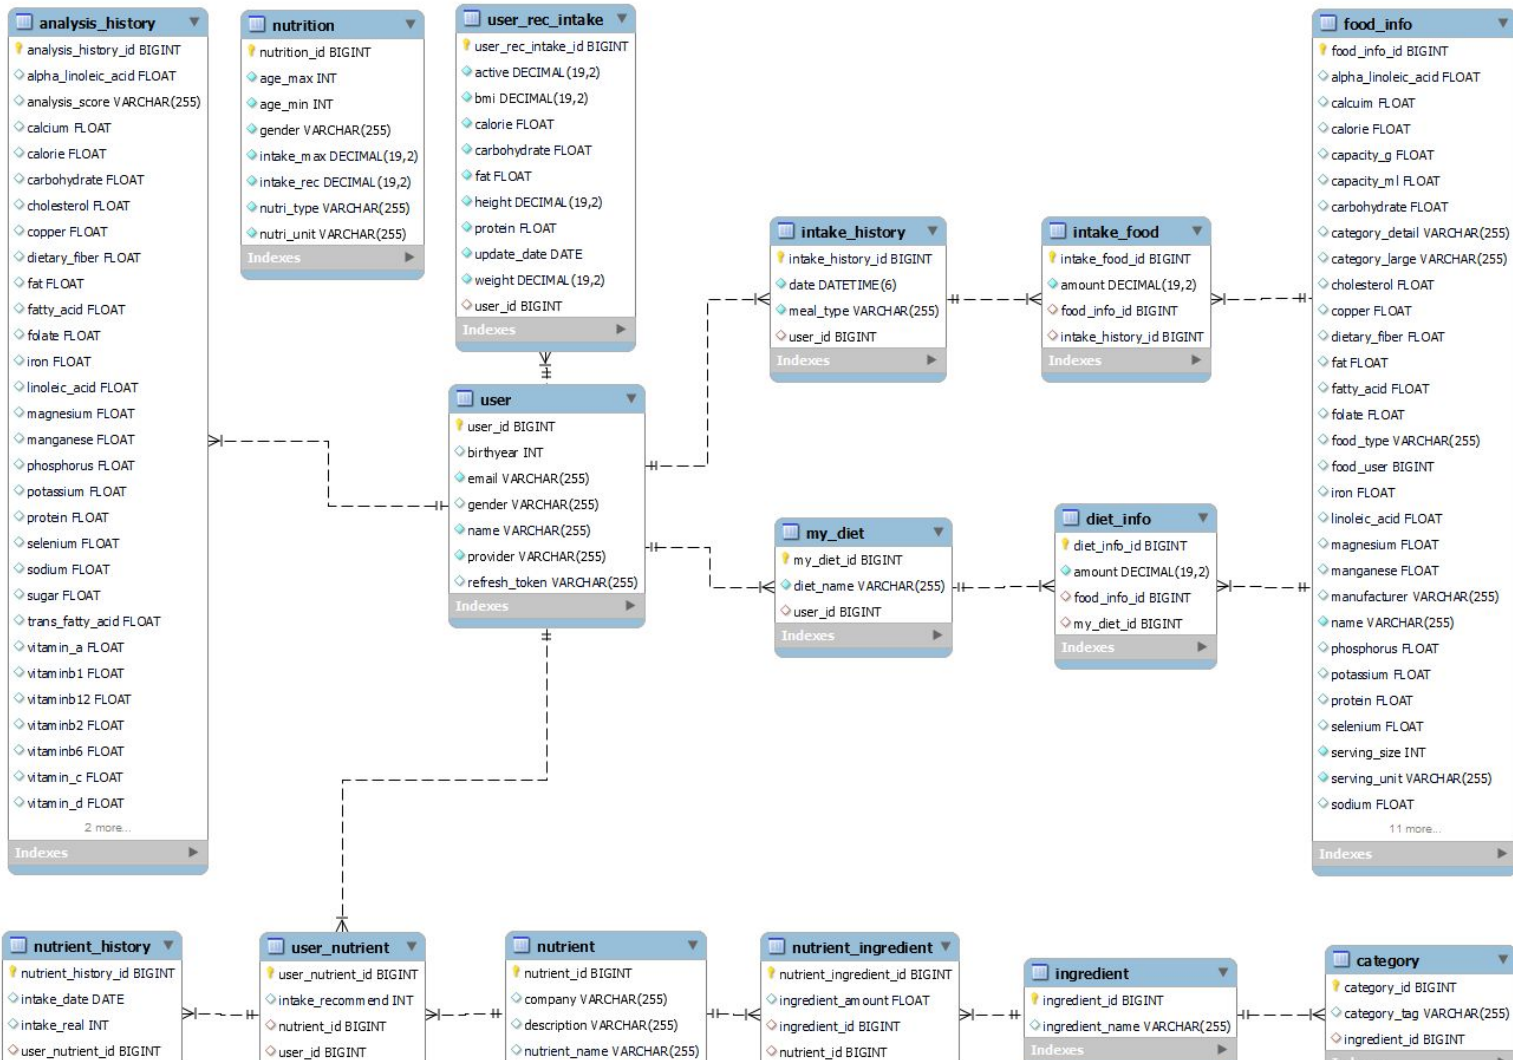 analysis_history
analysis_history_id BIGINT
alpha_linoleic_acid FLOAT
analysis_score VARCHAR(255)
calcium FLOAT
calorie FLOAT
carbohydrate FLOAT
cholesterol FLOAT
copper FLOAT
dietary_fiber FLOAT
fat FLOAT
fatty_acid FLOAT
folate FLOAT
iron FLOAT
linoleic_acid FLOAT
magnesium FLOAT
manganese FLOAT
phosphorus FLOAT
potassium FLOAT
protein FLOAT
selenium FLOAT
sodium FLOAT
sugar FLOAT
trans_fatty_acid FLOAT
vitamin_a FLOAT
vitaminb1 FLOAT
vitaminb12 FLOAT
vitaminb2 FLOAT
vitaminb6 FLOAT
vitamin_c FLOAT
vitamin_d FLOAT
2 more...
Indexes
nutrition
nutrition_id BIGINT
age_max INT
age_min INT
gender VARCHAR(255)
intake_max DECIMAL(19,2)
intake_rec DECIMAL(19,2)
nutri_type VARCHAR(255)
nutri_unit VARCHAR(255)
Indexes
user_rec_intake
user_rec_intake_id BIGINT
active DECIMAL(19,2)
bmi DECIMAL(19,2)
calorie FLOAT
carbohydrate FLOAT
fat FLOAT
height DECIMAL(19,2)
protein FLOAT
update_date DATE
weight DECIMAL(19,2)
user_id BIGINT
Indexes
user
user_id BIGINT
birthyear INT
email VARCHAR(255)
gender VARCHAR(255)
name VARCHAR(255)
provider VARCHAR(255)
refresh_token VARCHAR(255)
Indexes
intake_history
intake_history_id BIGINT
date DATETIME(6)
meal_type VARCHAR(255)
user_id BIGINT
Indexes
intake_food
intake_food_id BIGINT
amount DECIMAL(19,2)
food_info_id BIGINT
intake_history_id BIGINT
Indexes
my_diet
my_diet_id BIGINT
diet_name VARCHAR(255)
user_id BIGINT
Indexes
diet_info
diet_info_id BIGINT
amount DECIMAL(19,2)
food_info_id BIGINT
my_diet_id BIGINT
Indexes
food_info
food_info_id BIGINT
alpha_linoleic_acid FLOAT
calcuim FLOAT
calorie FLOAT
capacity_g FLOAT
capacity_ml FLOAT
carbohydrate FLOAT
category_detail VARCHAR(255)
category_large VARCHAR(255)
cholesterol FLOAT
copper FLOAT
dietary_fiber FLOAT
fat FLOAT
fatty_acid FLOAT
folate FLOAT
food_type VARCHAR(255)
food_user BIGINT
iron FLOAT
linoleic_acid FLOAT
magnesium FLOAT
manganese FLOAT
manufacturer VARCHAR(255)
name VARCHAR(255)
phosphorus FLOAT
potassium FLOAT
protein FLOAT
selenium FLOAT
serving_size INT
serving_unit VARCHAR(255)
sodium FLOAT
11 more...
Indexes
nutrient_history
nutrient_history_id BIGINT
intake_date DATE
intake_real INT
user_nutrient_id BIGINT
user_nutrient
user_nutrient_id BIGINT
intake_recommend INT
nutrient_id BIGINT
user_id BIGINT
nutrient
nutrient_id BIGINT
company VARCHAR(255)
description VARCHAR(255)
nutrient_name VARCHAR(255)
nutrient_ingredient
nutrient_ingredient_id BIGINT
ingredient_amount FLOAT
ingredient_id BIGINT
nutrient_id BIGINT
ingredient
ingredient_id BIGINT
ingredient_name VARCHAR(255)
Indexes
category
category_id BIGINT
category_tag VARCHAR(255)
ingredient_id BIGINT